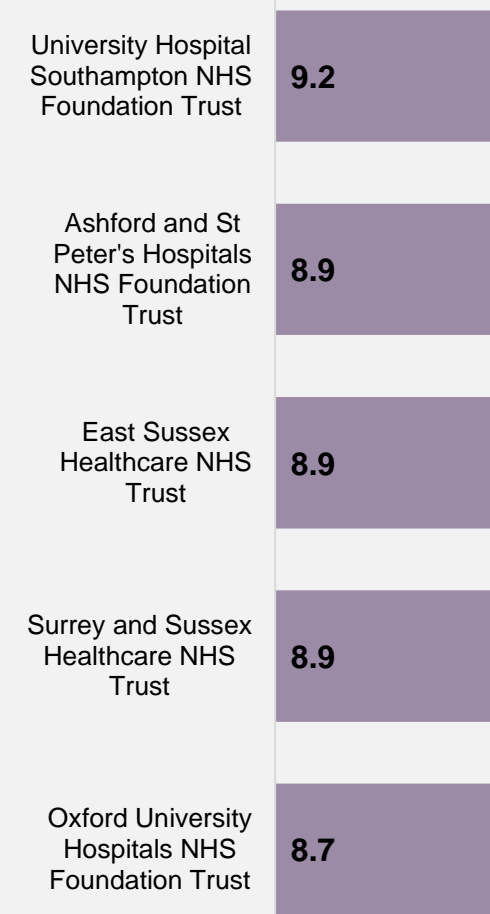 University Hospital
Southampton NHS
Foundation Trust
9.2
Ashford and St
Peter's Hospitals
NHS Foundation
Trust
8.9
East Sussex
Healthcare NHS
Trust
8.9
Surrey and Sussex
Healthcare NHS
Trust
8.9
Oxford University
Hospitals NHS
Foundation Trust
8.7